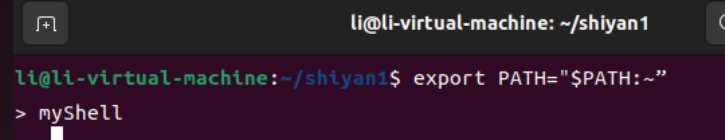 li@li-virtual-machine: ~/shiyan1
li@li-virtual-machine:~/shiyan1$ export PATH="$PATH:~”
> myShell